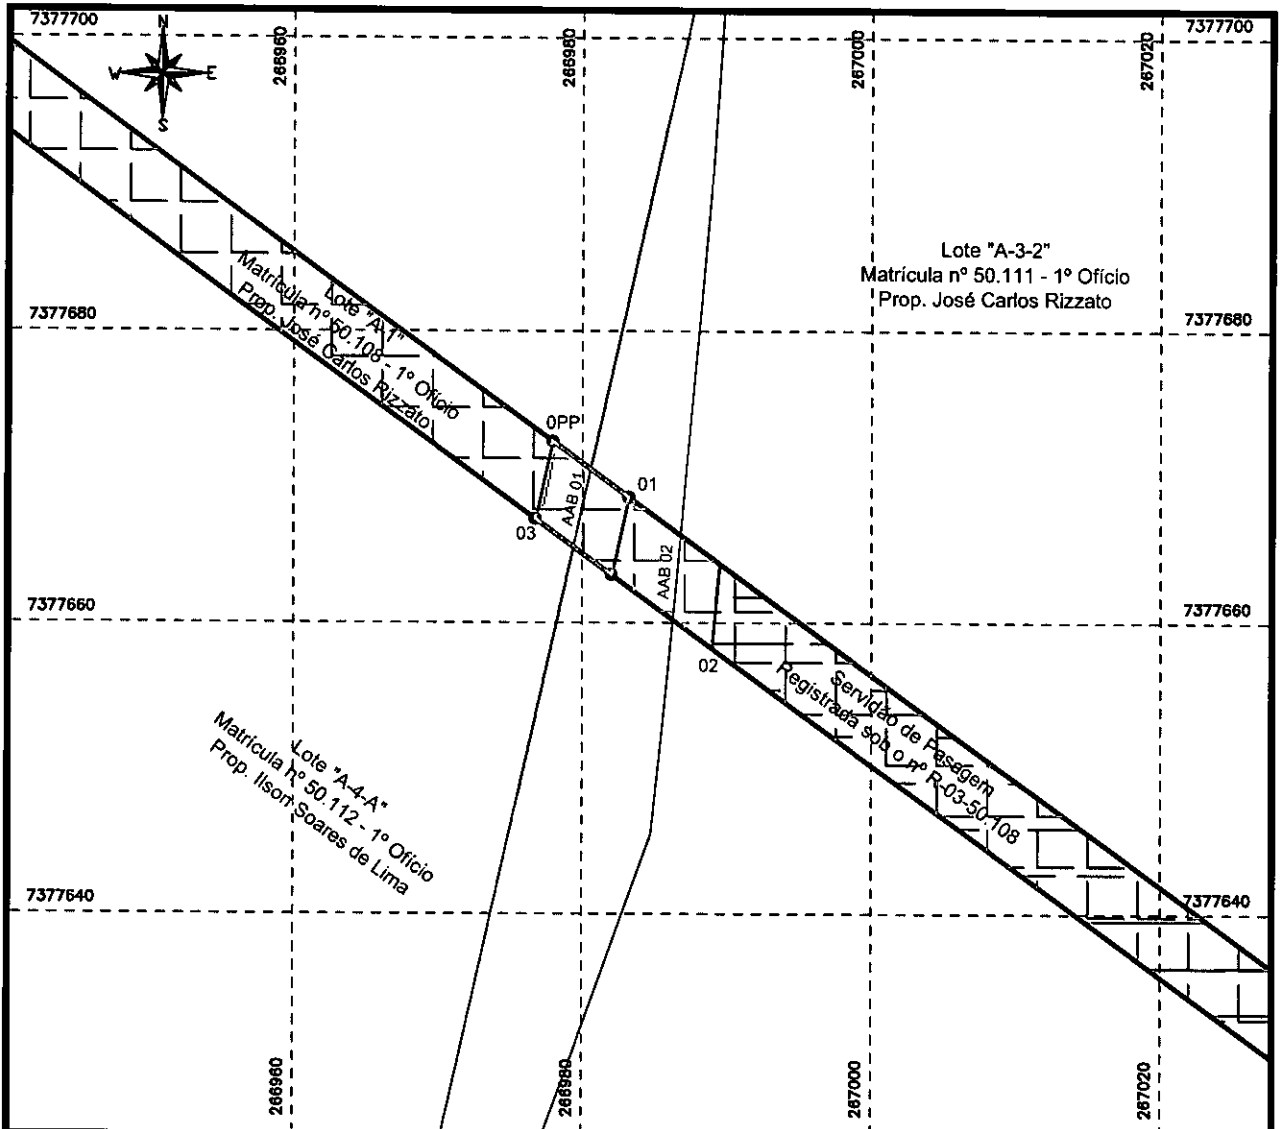 7377700
266960
266980
267000
267020
7377700
N
W
E
S
Lote "A-3-2"
Matrícula nº 50.111 - 1º Ofício
Prop. José Carlos Rizzato
7377680
7377680
Lote "A-1"
Matrícula nº 50.108 - 1º Ofício
Prop. José Carlos Rizzato
0PP
01
AAB 01
03
AAB 02
7377660
7377660
02
Servidão de Pasagem
Registrada sob o nº R-03-50.108
Lote "A-4-A"
Matrícula nº 50.112 - 1º Ofício
Prop. Ilson Soares de Lima
7377640
7377640
266960
266980
267000
267020